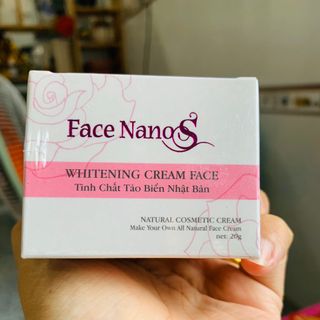 Face NanoS
WHITENING CREAM FACE
Tinh Chất Tảo Biển Nhật Bản
NATURAL COSMETIC CREAM
Make Your Own All Natural Face Cream
net: 20g